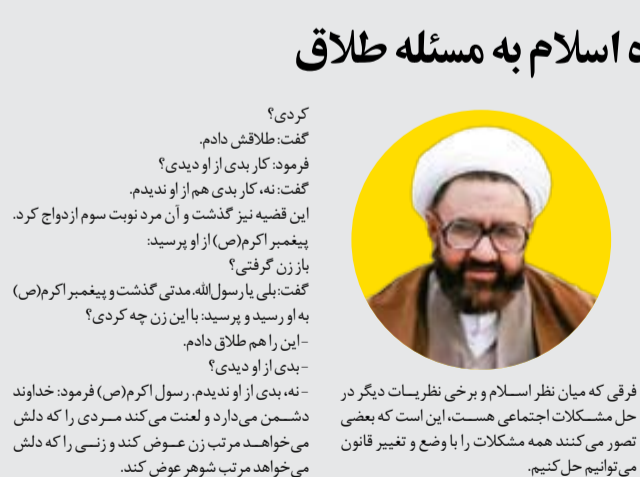 ه اسلام به مسئله طلاق
فرقی که میان نظر اسلام و برخی نظریات دیگر در
حل مشکلات اجتماعی هست، این است که بعضی
تصور می‌کنند همه مشکلات را با وضع و تغییر قانون
می‌توانیم حل کنیم.
کردی؟
گفت: طلاقش دادم.
فرمود: کار بدی از او دیدی؟
گفت: نه، کار بدی هم از او ندیدم.
این قضیه نیز گذشت و آن مرد نوبت سوم ازدواج کرد.
پیغمبر اکرم(ص) از او پرسید:
باز زن گرفتی؟
گفت: بلی یا رسول‌الله. مدتی گذشت و پیغمبر اکرم(ص)
به او رسید و پرسید: با این زن چه کردی؟
-این را هم طلاق دادم.
-بدی از او دیدی؟
-نه، بدی از او ندیدم. رسول اکرم(ص) فرمود: خداوند
دشمن می‌دارد و لعنت می‌کند مردی را که دلش
می‌خواهد مرتب زن عوض کند و زنی را که دلش
می‌خواهد مرتب شوهر عوض کند.